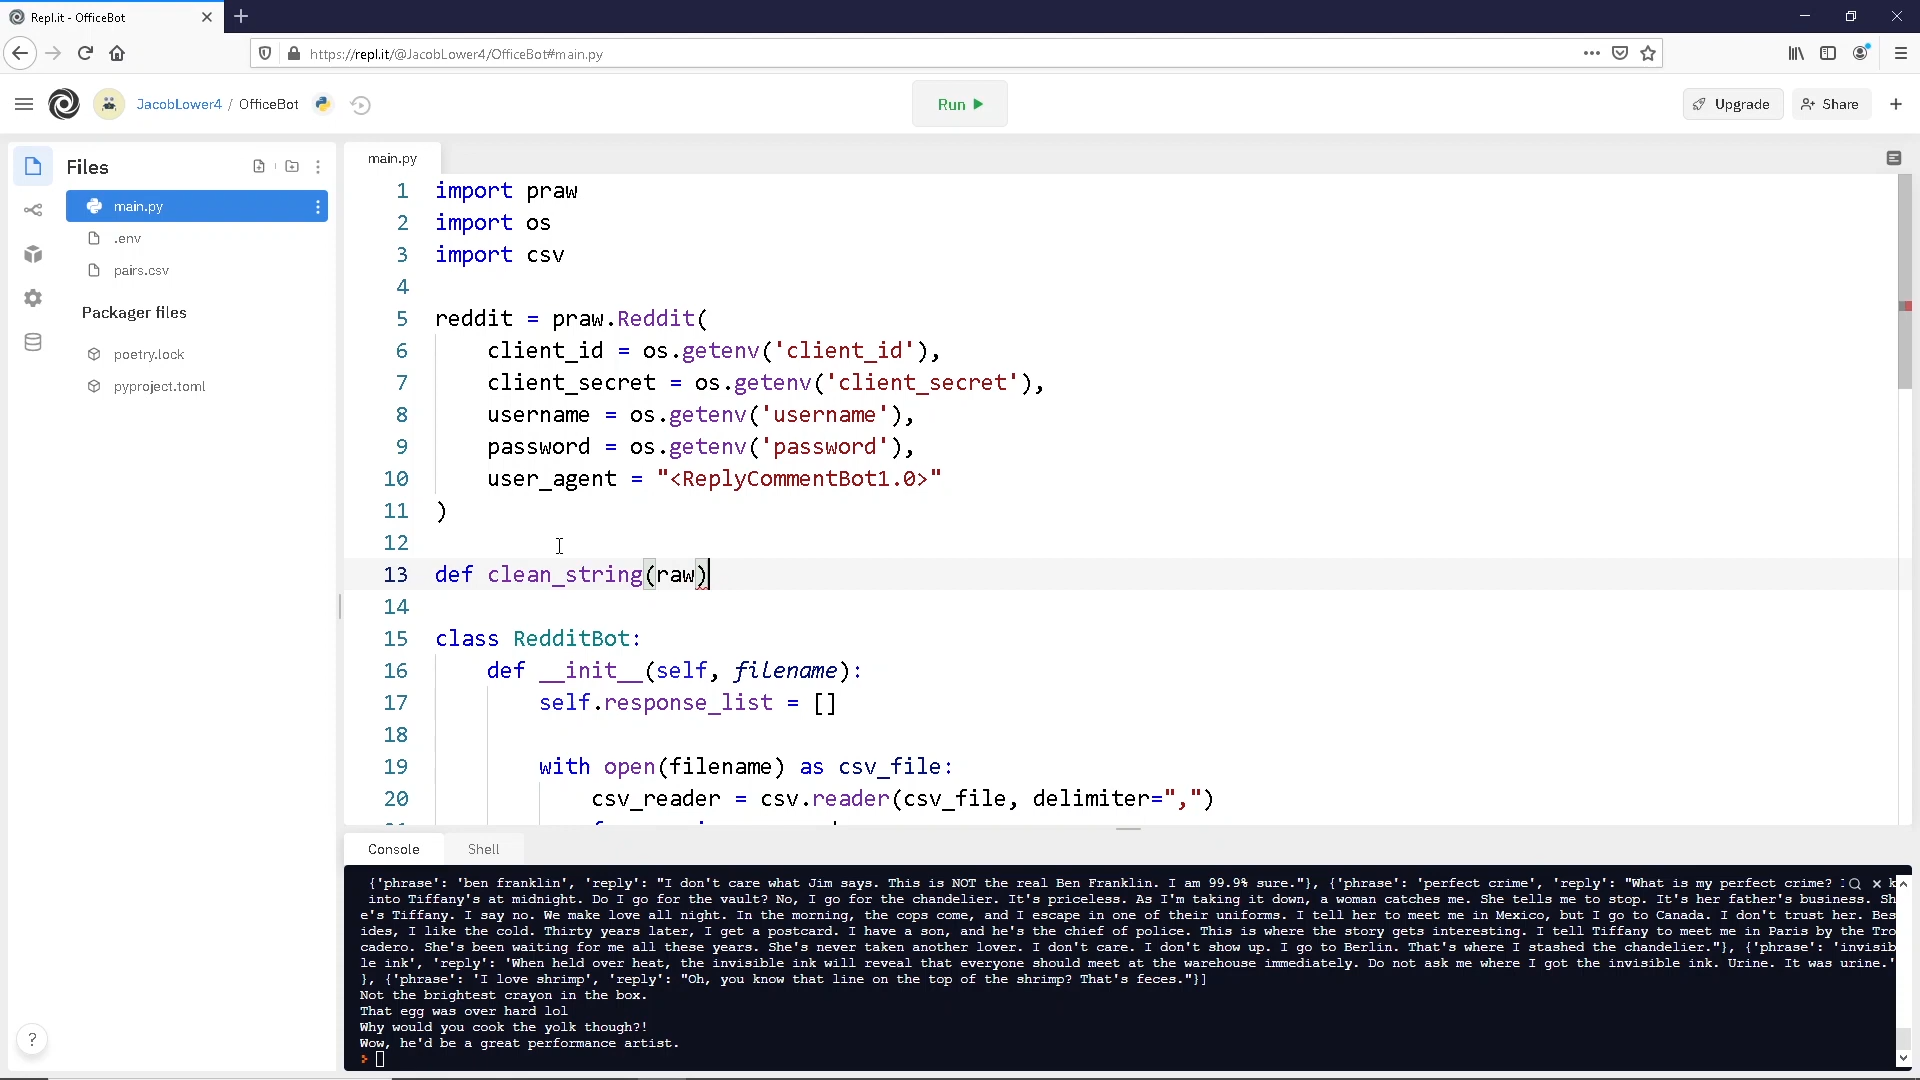 Repl.it - OfficeBot
https://repl.it/@JacobLower4/OfficeBot#main.py
JacobLower4 / OfficeBot
Run
Upgrade
Share
Files
main.py
.env
pairs.csv
Packager files
poetry.lock
pyproject.toml
main.py
1 import praw
2 import os
3 import csv
4
5 reddit = praw.Reddit(
6 client_id = os.getenv('client_id'),
7 client_secret = os.getenv('client_secret'),
8 username = os.getenv('username'),
9 password = os.getenv('password'),
10 user_agent = "<ReplyCommentBot1.0>"
11 )
12
13 def clean_string(raw)
14
15 class RedditBot:
16 def __init__(self, filename):
17 self.response_list = []
18
19 with open(filename) as csv_file:
20 csv_reader = csv.reader(csv_file, delimiter=",")
Console
Shell
{'phrase': 'ben franklin', 'reply': "I don't care what Jim says. This is NOT the real Ben Franklin. I am 99.9% sure."}, {'phrase': 'perfect crime', 'reply': "What is my perfect crime?
into Tiffany's at midnight. Do I go for the vault? No, I go for the chandelier. It's priceless. As I'm taking it down, a woman catches me. She tells me to stop. It's her father's business. Sh
e's Tiffany. I say no. We make love all night. In the morning, the cops come, and I escape in one of their uniforms. I tell her to meet me in Mexico, but I go to Canada. I don't trust her. Bes
ides, I like the cold. Thirty years later, I get a postcard. I have a son, and he's the chief of police. This is where the story gets interesting. I tell Tiffany to meet me in Paris by the Tro
cadero. She's been waiting for me all these years. She's never taken another lover. I don't care. I don't show up. I go to Berlin. That's where I stashed the chandelier."}, {'phrase': 'invisib
le ink', 'reply': 'When held over heat, the invisible ink will reveal that everyone should meet at the warehouse immediately. Do not ask me where I got the invisible ink. Urine. It was urine.'
}, {'phrase': 'I love shrimp', 'reply': "Oh, you know that line on the top of the shrimp? That's feces."}]
Not the brightest crayon in the box.
That egg was over hard lol
Why would you cook the yolk though?!
Wow, he'd be a great performance artist.